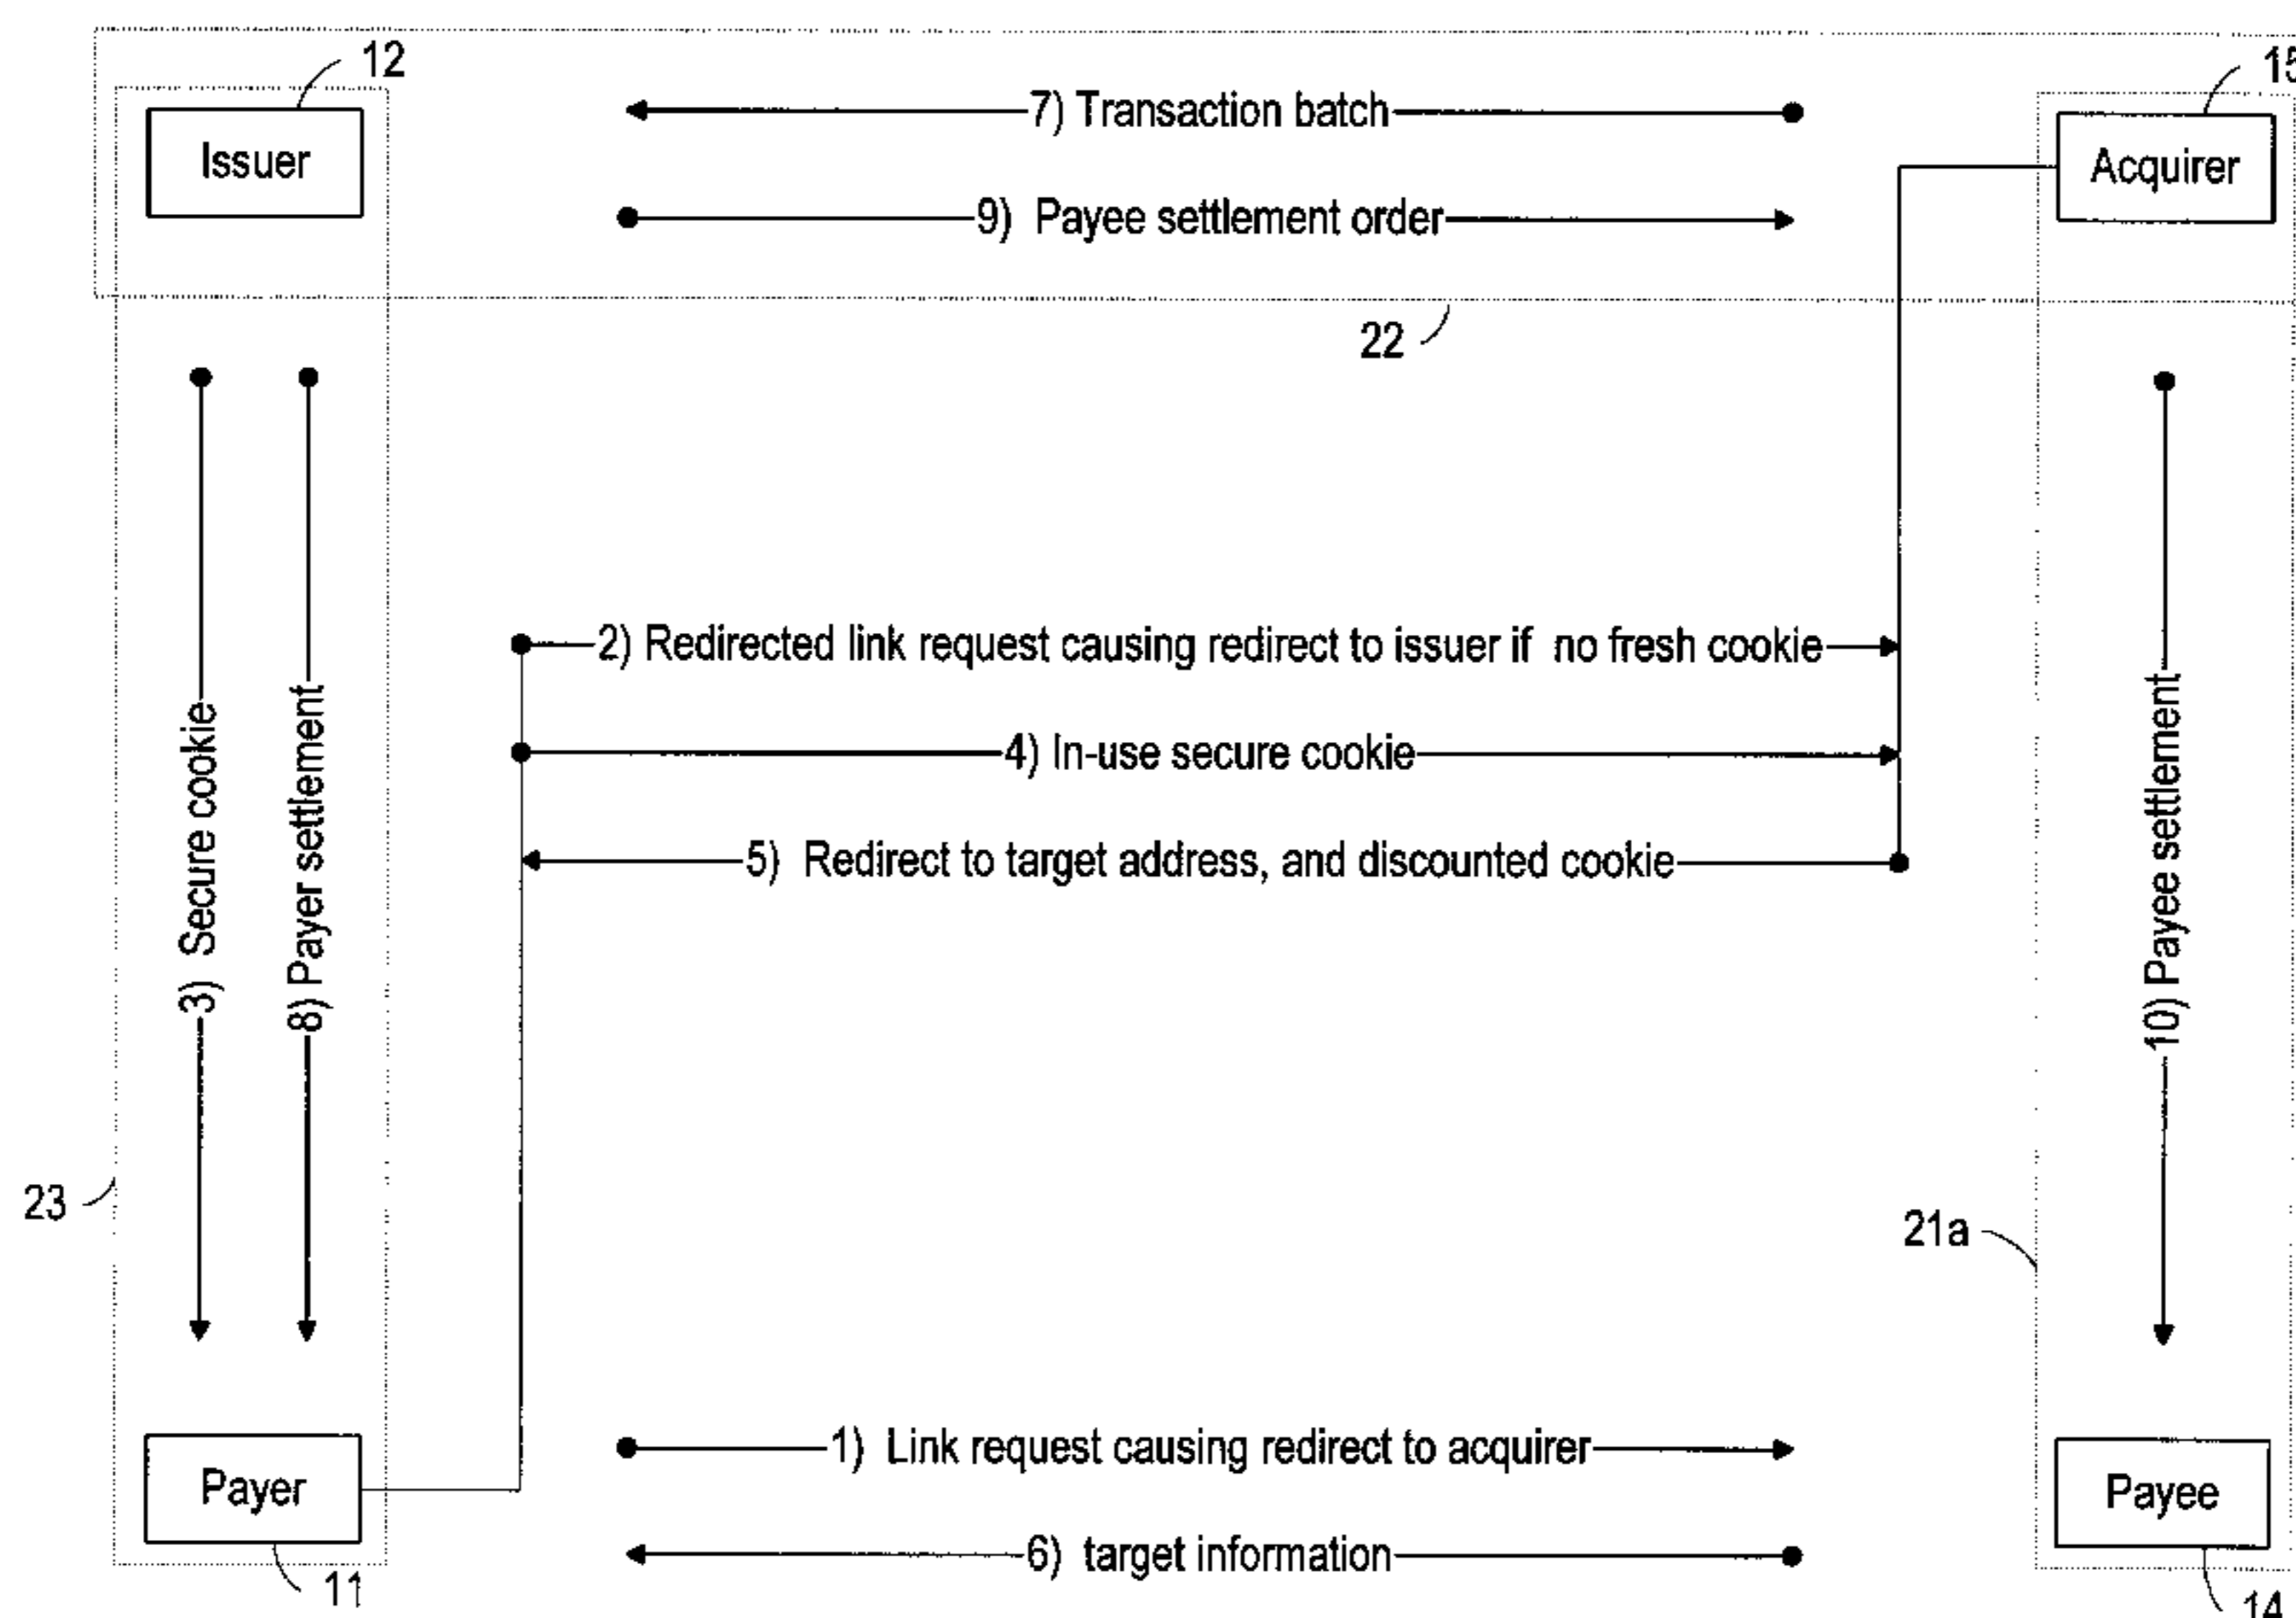 12
15
7) Transaction batch
Issuer
Acquirer
9) Payee settlement order
22
2) Redirected link request causing redirect to issuer if no fresh cookie
3) Secure cookie
8) Payer settlement
4) In-use secure cookie
10) Payee settlement
5) Redirect to target address, and discounted cookie
23
21a
1) Link request causing redirect to acquirer
Payer
Payee
6) target information
11
14